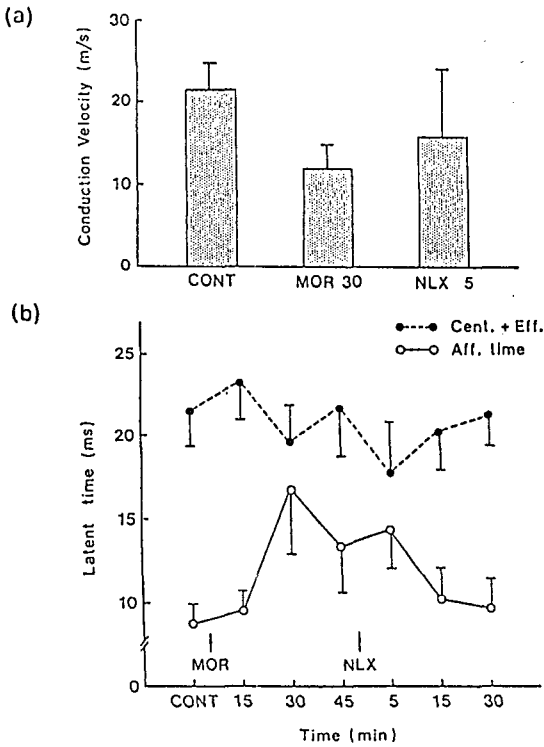 (a)
30
20
10
0
Conduction Velocity (m/s)
CONT MOR 30 NLX 5
(b)
Cent. + Eff.
Aff. time
25
20
15
10
0
Latent time (ms)
MOR NLX
CONT 15 30 45 5 15 30
Time (min)